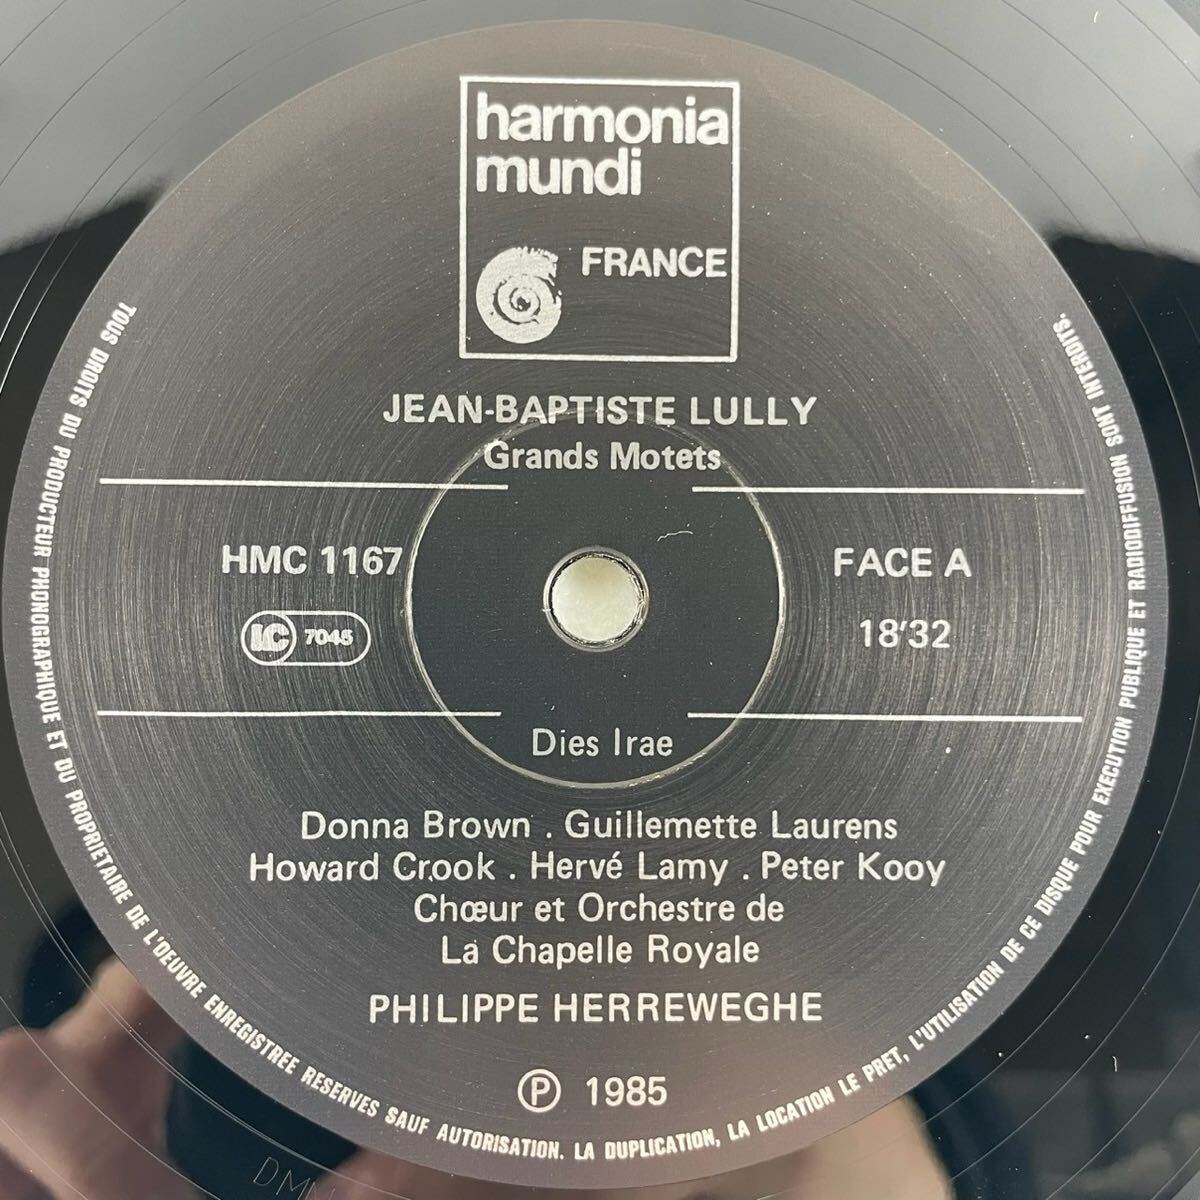 harmonia
mundi
FRANCE
JEAN-BAPTISTE LULLY
Grands Motets
HMC 1167
FACE A
LC 7045
18'32
Dies Irae
Donna Brown . Guillemette Laurens
Howard Crook . Hervé Lamy . Peter Kooy
Chœur et Orchestre de
La Chapelle Royale
PHILIPPE HERREWEGHE
Ⓟ 1985
TOUS DROITS DU PRODUCTEUR PHONOGRAPHIQUE ET DU PROPRIETAIRE DE L'OEUVRE ENREGISTREE RESERVES SAUF AUTORISATION. LA DUPLICATION, LA LOCATION LE PRET, L'UTILISATION DE CE DISQUE POUR EXECUTION PUBLIQUE ET RADIODIFFUSION SONT INTERDITS.